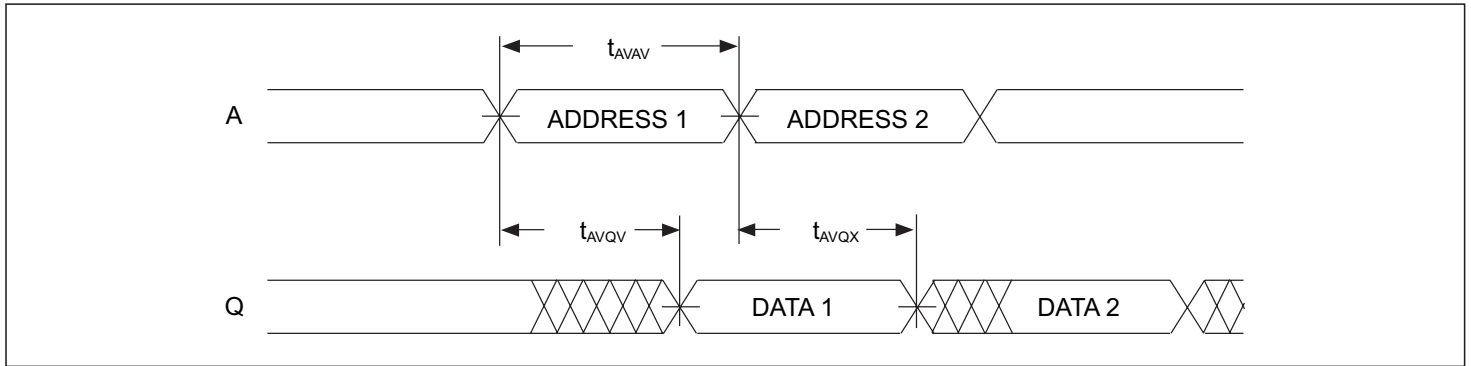 tAVAV
A
ADDRESS 1
ADDRESS 2
tAVQV
tAVQX
Q
DATA 1
DATA 2